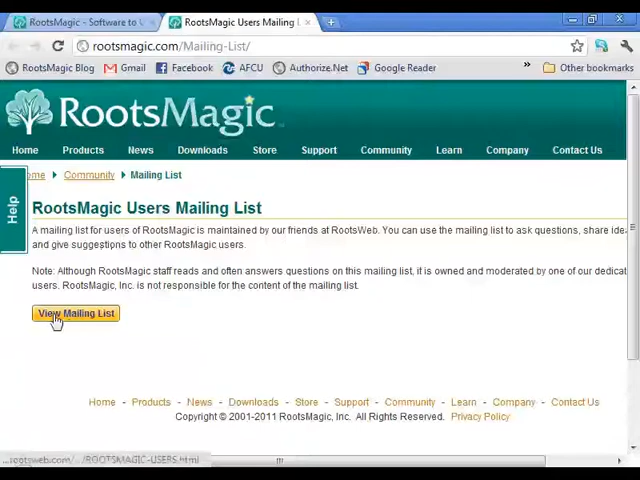 RootsMagic - Software to U
RootsMagic Users Mailing L
rootsmagic.com/Mailing-List/
RootsMagic Blog Gmail Facebook AFCU Authorize.Net Google Reader » Other bookmarks
RootsMagic
Home Products News Downloads Store Support Community Learn Company Contact Us
ome Community Mailing List
Help
RootsMagic Users Mailing List
A mailing list for users of RootsMagic is maintained by our friends at RootsWeb. You can use the mailing list to ask questions, share idea
and give suggestions to other RootsMagic users.
Note: Although RootsMagic staff reads and often answers questions on this mailing list, it is owned and moderated by one of our dedicat
users. RootsMagic, Inc. is not responsible for the content of the mailing list.
View Mailing List
Home - Products - News - Downloads - Store - Support - Community - Learn - Company - Contact Us
Copyright © 2001-2011 RootsMagic, Inc. All Rights Reserved. Privacy Policy
...rootsweb.com/.../ROOTSMAGIC-USERS.html